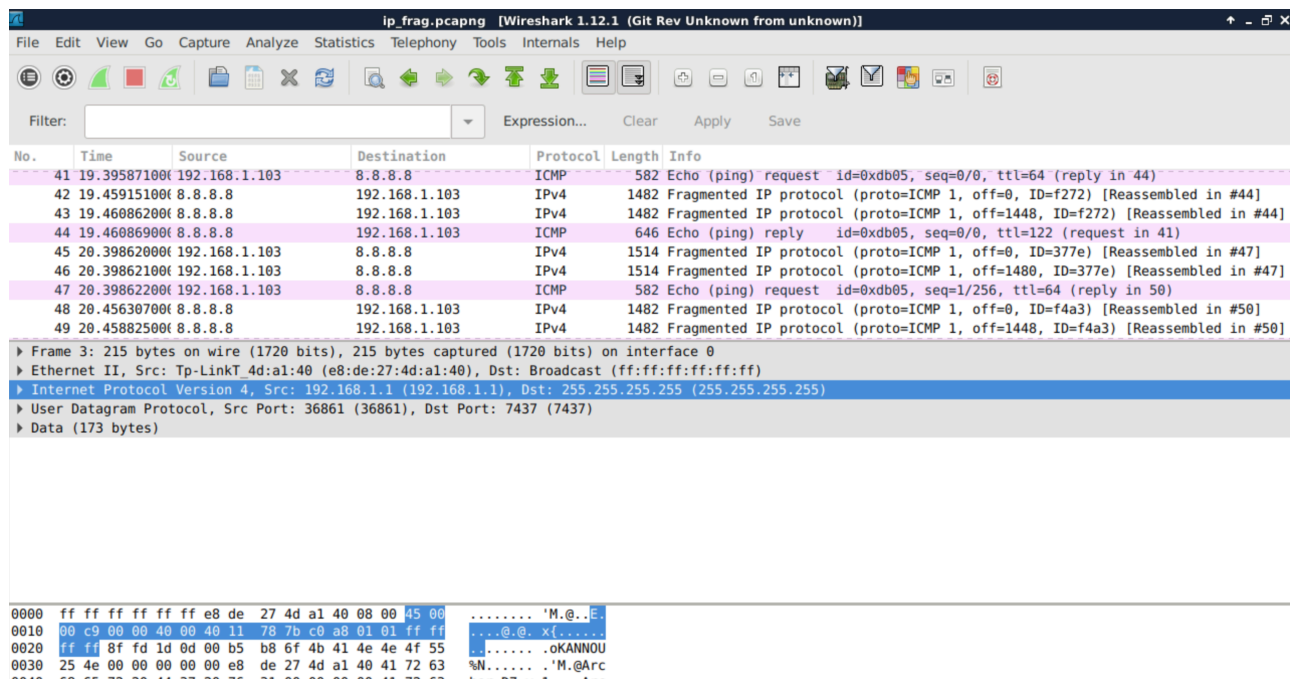 ip_frag.pcapng [Wireshark 1.12.1 (Git Rev Unknown from unknown)]
File Edit View Go Capture Analyze Statistics Telephony Tools Internals Help
Filter: Expression... Clear Apply Save
No. Time Source Destination Protocol Length Info
41 19.395871000 192.168.1.103 8.8.8.8 ICMP 582 Echo (ping) request id=0xdb05, seq=0/0, ttl=64 (reply in 44)
42 19.459151000 8.8.8.8 192.168.1.103 IPv4 1482 Fragmented IP protocol (proto=ICMP 1, off=0, ID=f272) [Reassembled in #44]
43 19.460862000 8.8.8.8 192.168.1.103 IPv4 1482 Fragmented IP protocol (proto=ICMP 1, off=1448, ID=f272) [Reassembled in #44]
44 19.460869000 8.8.8.8 192.168.1.103 ICMP 646 Echo (ping) reply id=0xdb05, seq=0/0, ttl=122 (request in 41)
45 20.398620000 192.168.1.103 8.8.8.8 IPv4 1514 Fragmented IP protocol (proto=ICMP 1, off=0, ID=377e) [Reassembled in #47]
46 20.398621000 192.168.1.103 8.8.8.8 IPv4 1514 Fragmented IP protocol (proto=ICMP 1, off=1480, ID=377e) [Reassembled in #47]
47 20.398622000 192.168.1.103 8.8.8.8 ICMP 582 Echo (ping) request id=0xdb05, seq=1/256, ttl=64 (reply in 50)
48 20.456307000 8.8.8.8 192.168.1.103 IPv4 1482 Fragmented IP protocol (proto=ICMP 1, off=0, ID=f4a3) [Reassembled in #50]
49 20.458825000 8.8.8.8 192.168.1.103 IPv4 1482 Fragmented IP protocol (proto=ICMP 1, off=1448, ID=f4a3) [Reassembled in #50]
Frame 3: 215 bytes on wire (1720 bits), 215 bytes captured (1720 bits) on interface 0
Ethernet II, Src: Tp-LinkT_4d:a1:40 (e8:de:27:4d:a1:40), Dst: Broadcast (ff:ff:ff:ff:ff:ff)
Internet Protocol Version 4, Src: 192.168.1.1 (192.168.1.1), Dst: 255.255.255.255 (255.255.255.255)
User Datagram Protocol, Src Port: 36861 (36861), Dst Port: 7437 (7437)
Data (173 bytes)
0000 ff ff ff ff ff ff e8 de 27 4d a1 40 08 00 45 00 ........ 'M.@..E.
0010 00 c9 00 00 40 00 40 11 78 7b c0 a8 01 01 ff ff ....@.@. x{......
0020 ff ff 8f fd 1d 0d 00 b5 b8 6f 4b 41 4e 4e 4f 55 ........ .oKANNOU
0030 25 4e 00 00 00 00 00 e8 de 27 4d a1 40 41 72 63 %N...... .'M.@Arc